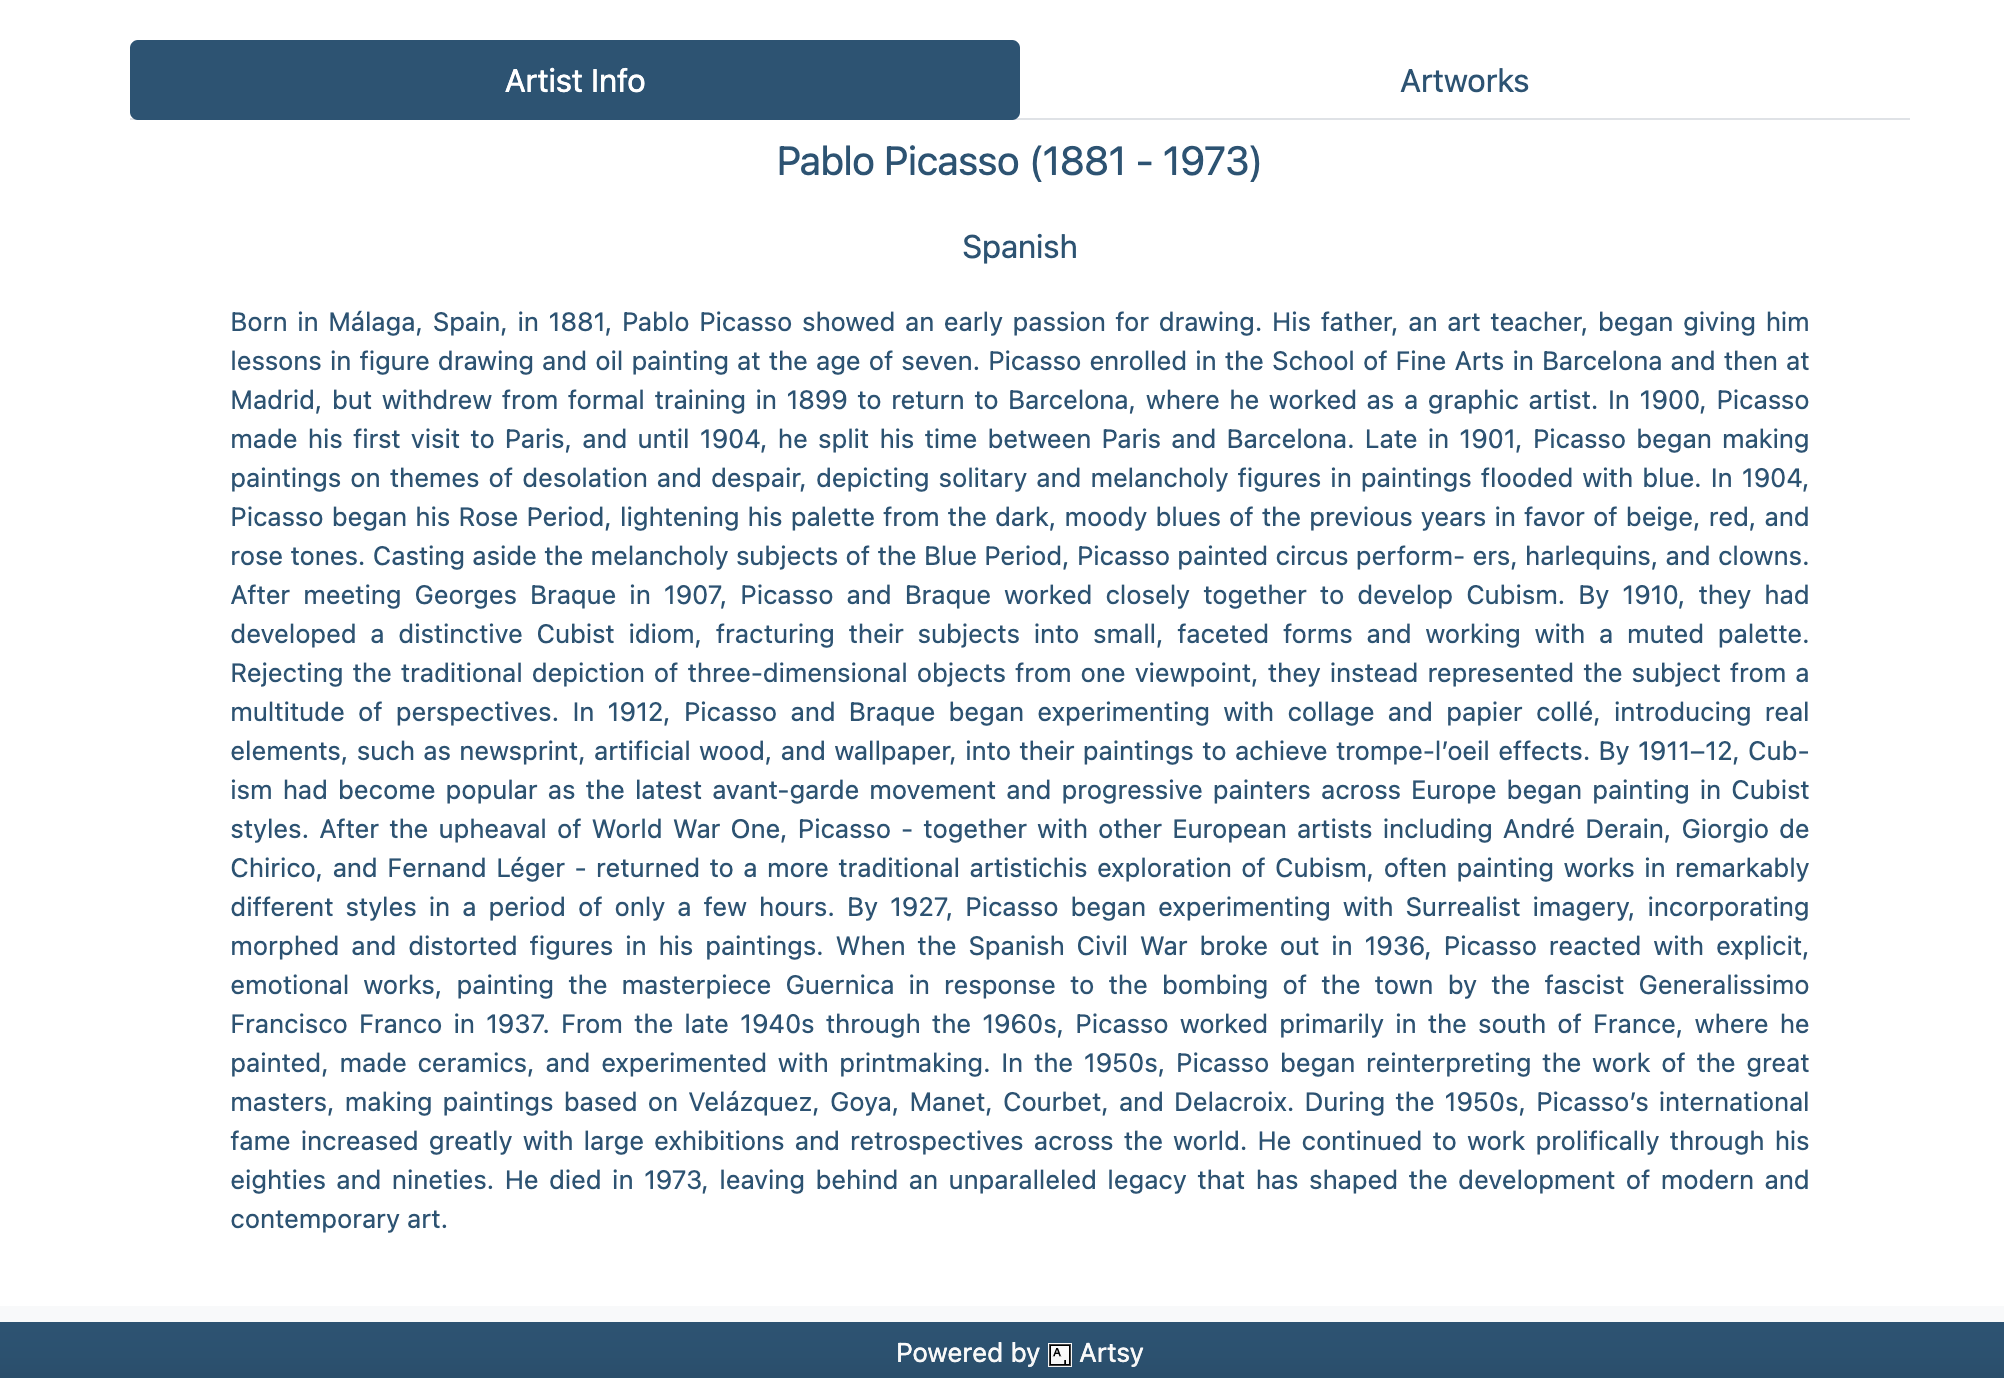 Artist Info
Artworks
Pablo Picasso (1881 - 1973)
Spanish
Born in Málaga, Spain, in 1881, Pablo Picasso showed an early passion for drawing. His father, an art teacher, began giving him
lessons in figure drawing and oil painting at the age of seven. Picasso enrolled in the School of Fine Arts in Barcelona and then at
Madrid, but withdrew from formal training in 1899 to return to Barcelona, where he worked as a graphic artist. In 1900, Picasso
made his first visit to Paris, and until 1904, he split his time between Paris and Barcelona. Late in 1901, Picasso began making
paintings on themes of desolation and despair, depicting solitary and melancholy figures in paintings flooded with blue. In 1904,
Picasso began his Rose Period, lightening his palette from the dark, moody blues of the previous years in favor of beige, red, and
rose tones. Casting aside the melancholy subjects of the Blue Period, Picasso painted circus perform- ers, harlequins, and clowns.
After meeting Georges Braque in 1907, Picasso and Braque worked closely together to develop Cubism. By 1910, they had
developed a distinctive Cubist idiom, fracturing their subjects into small, faceted forms and working with a muted palette.
Rejecting the traditional depiction of three-dimensional objects from one viewpoint, they instead represented the subject from a
multitude of perspectives. In 1912, Picasso and Braque began experimenting with collage and papier collé, introducing real
elements, such as newsprint, artificial wood, and wallpaper, into their paintings to achieve trompe-l’oeil effects. By 1911–12, Cub-
ism had become popular as the latest avant-garde movement and progressive painters across Europe began painting in Cubist
styles. After the upheaval of World War One, Picasso - together with other European artists including André Derain, Giorgio de
Chirico, and Fernand Léger - returned to a more traditional artistichis exploration of Cubism, often painting works in remarkably
different styles in a period of only a few hours. By 1927, Picasso began experimenting with Surrealist imagery, incorporating
morphed and distorted figures in his paintings. When the Spanish Civil War broke out in 1936, Picasso reacted with explicit,
emotional works, painting the masterpiece Guernica in response to the bombing of the town by the fascist Generalissimo
Francisco Franco in 1937. From the late 1940s through the 1960s, Picasso worked primarily in the south of France, where he
painted, made ceramics, and experimented with printmaking. In the 1950s, Picasso began reinterpreting the work of the great
masters, making paintings based on Velázquez, Goya, Manet, Courbet, and Delacroix. During the 1950s, Picasso’s international
fame increased greatly with large exhibitions and retrospectives across the world. He continued to work prolifically through his
eighties and nineties. He died in 1973, leaving behind an unparalleled legacy that has shaped the development of modern and
contemporary art.
Powered by A Artsy